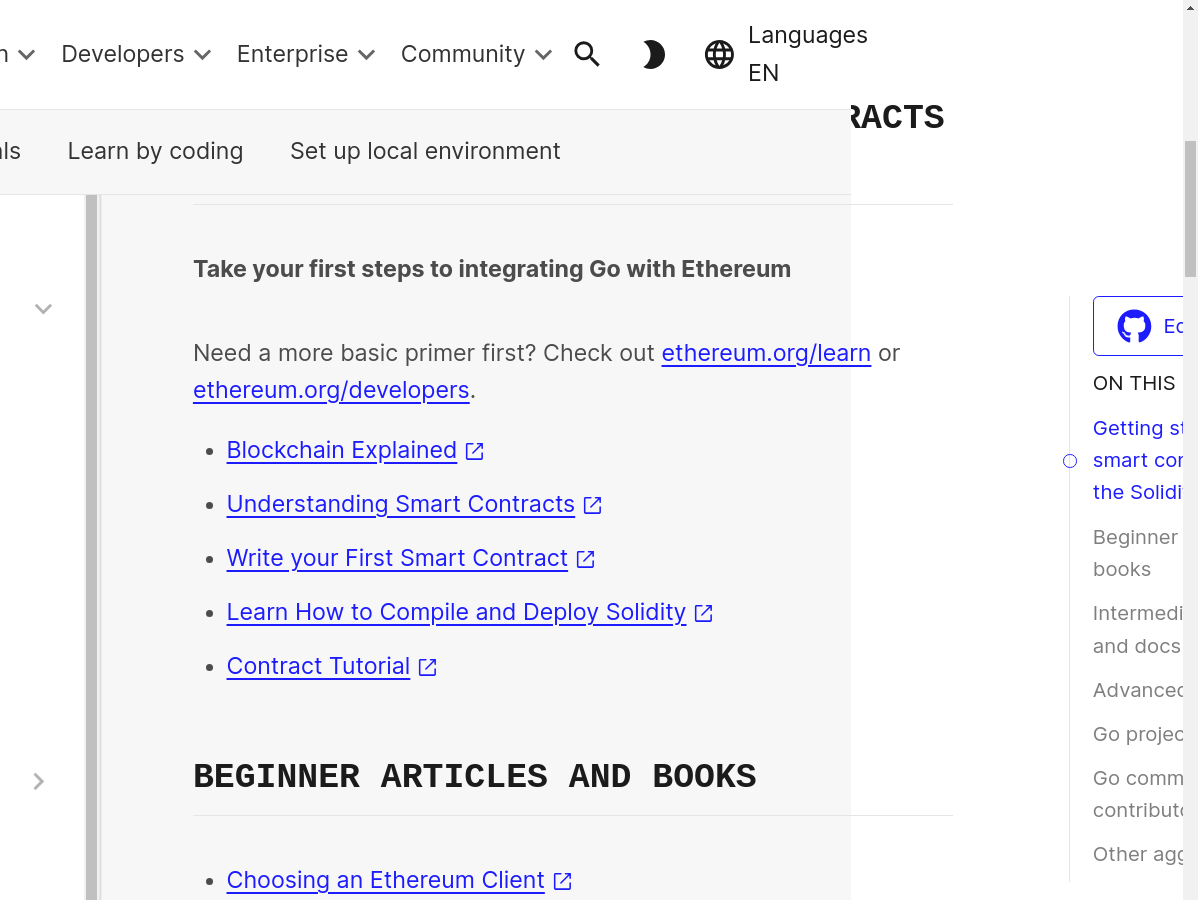 Developers Enterprise Community Languages EN
RACTS
Learn by coding Set up local environment
Take your first steps to integrating Go with Ethereum
Need a more basic primer first? Check out ethereum.org/learn or
ethereum.org/developers.
Blockchain Explained
Understanding Smart Contracts
Write your First Smart Contract
Learn How to Compile and Deploy Solidity
Contract Tutorial
BEGINNER ARTICLES AND BOOKS
Choosing an Ethereum Client
ON THIS
Getting st
smart con
the Solidi
Beginner
books
Intermedi
and docs
Advanced
Go projec
Go comm
contributo
Other agg